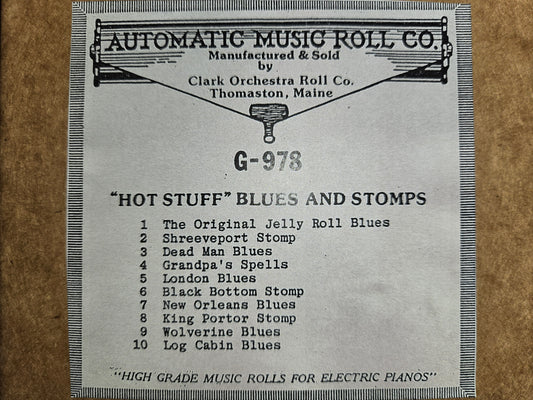 AUTOMATIC MUSIC ROLL CO.
Manufactured & Sold
by
Clark Orchestra Roll Co.
Thomaston, Maine
G-978
"HOT STUFF" BLUES AND STOMPS
1 The Original Jelly Roll Blues
2 Shreeveport Stomp
3 Dead Man Blues
4 Grandpa's Spells
5 London Blues
6 Black Bottom Stomp
7 New Orleans Blues
8 King Portor Stomp
9 Wolverine Blues
10 Log Cabin Blues
"HIGH GRADE MUSIC ROLLS FOR ELECTRIC PIANOS"